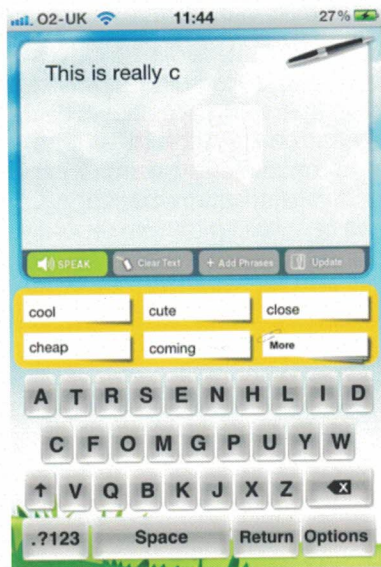 O2-UK 11:44 27%
This is really c
SPEAK Clear Text + Add Phrases Update
cool cute close
cheap coming More
A T R S E N H L I D
C F O M G P U Y W
V Q B K J X Z
.?123 Space Return Options